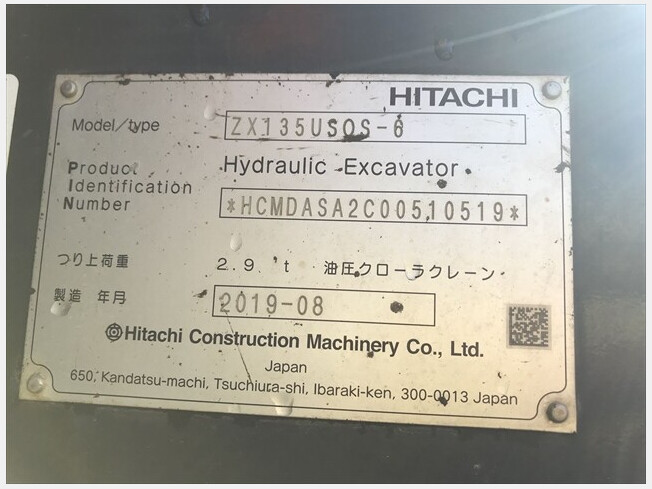 HITACHI
Model/type ZX135USOS-6
Product Identification Number Hydraulic Excavator
*HCMDASA2C00510519*
つり上荷重 2.9 t 油圧クローラクレーン
製造 年月 2019-08
Hitachi Construction Machinery Co., Ltd.
Japan
650, Kandatsu-machi, Tsuchiura-shi, Ibaraki-ken, 300-0013 Japan